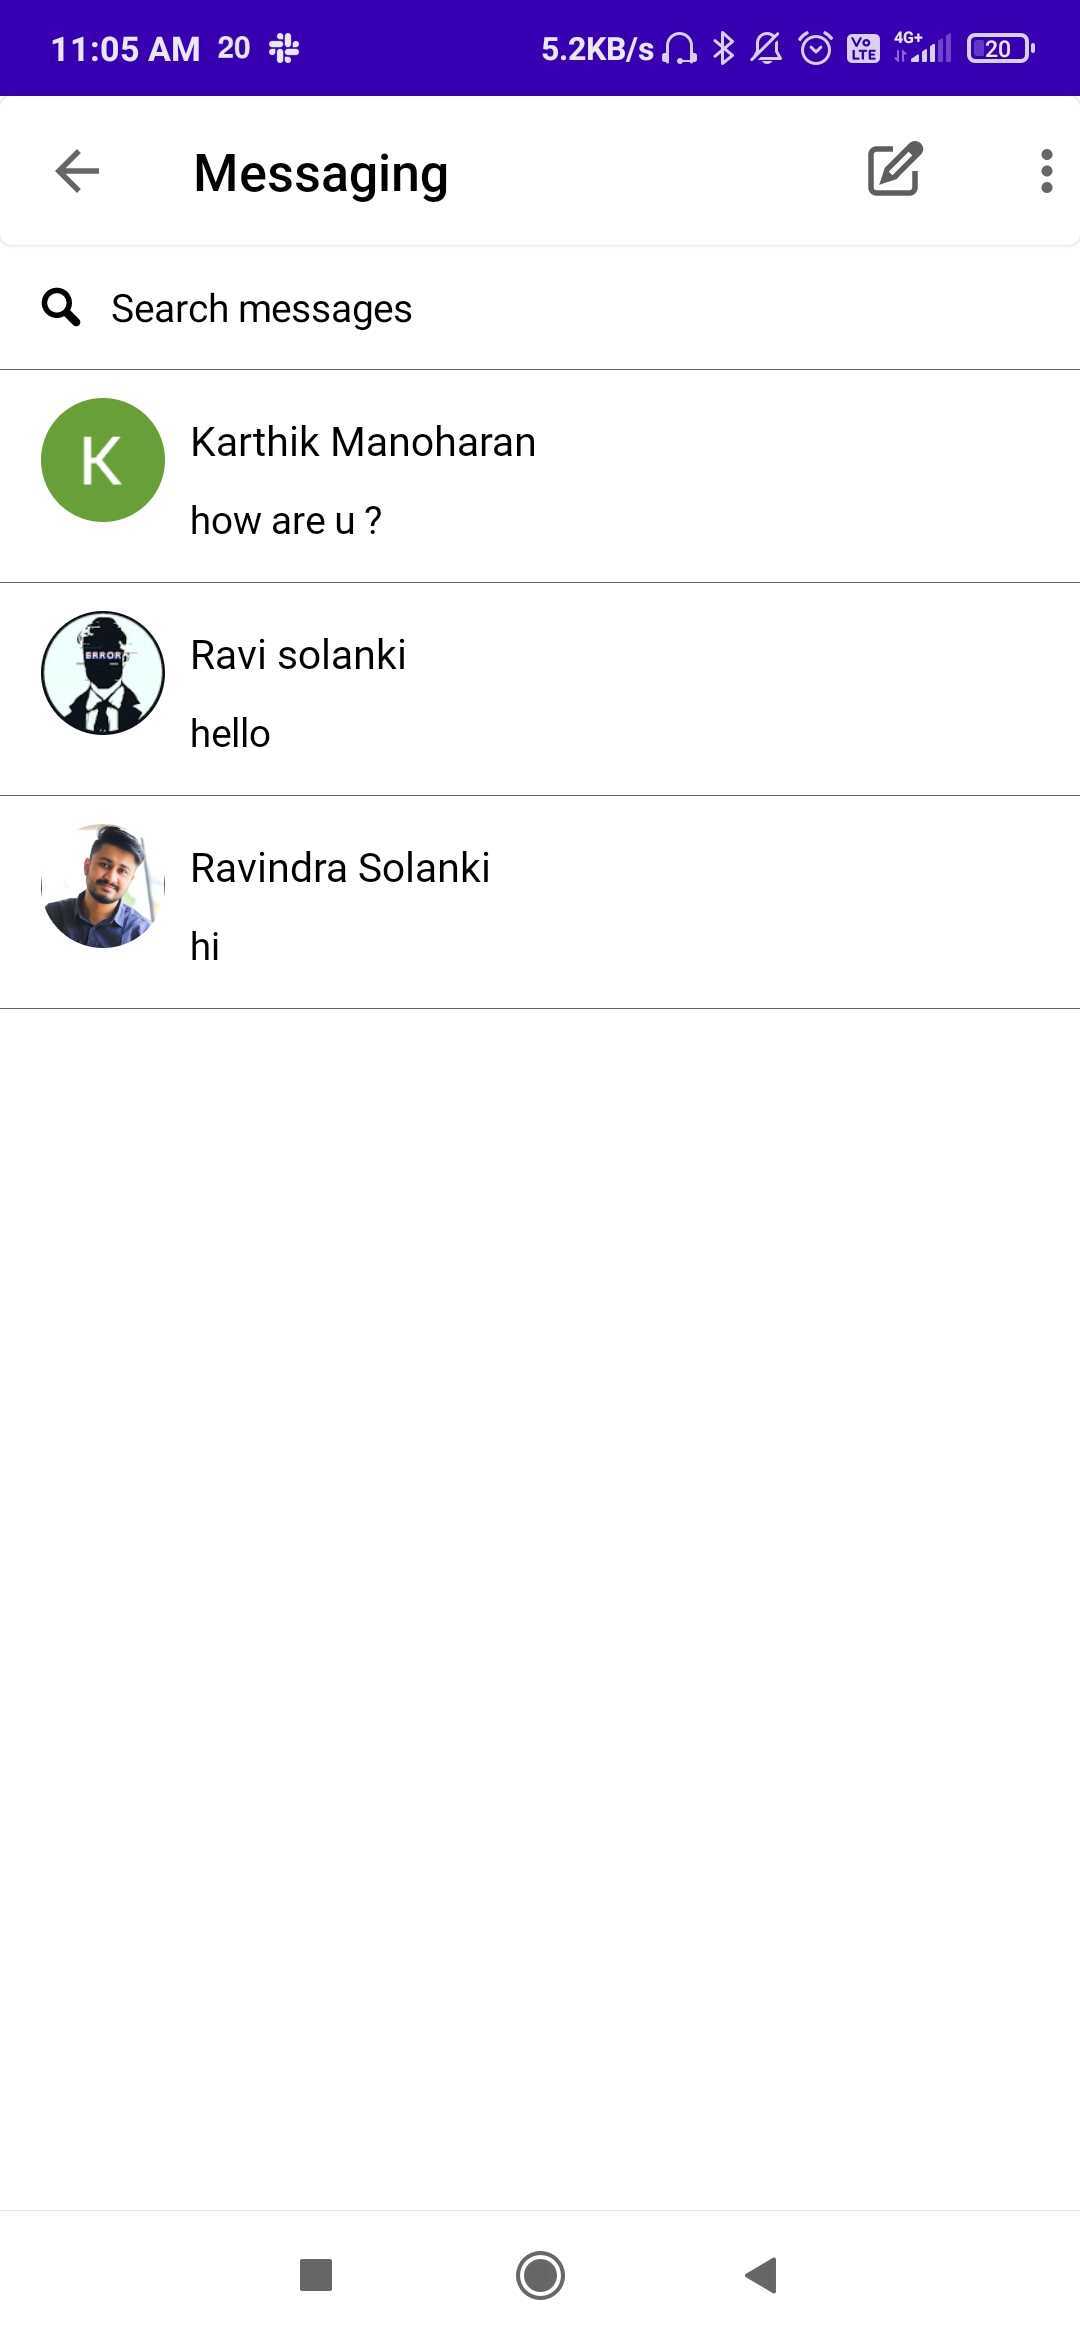 11:05 AM 20 5.2KB/s Vo LTE 4G+ 20
Messaging
Search messages
K
Karthik Manoharan
how are u ?
ERROR
Ravi solanki
hello
Ravindra Solanki
hi